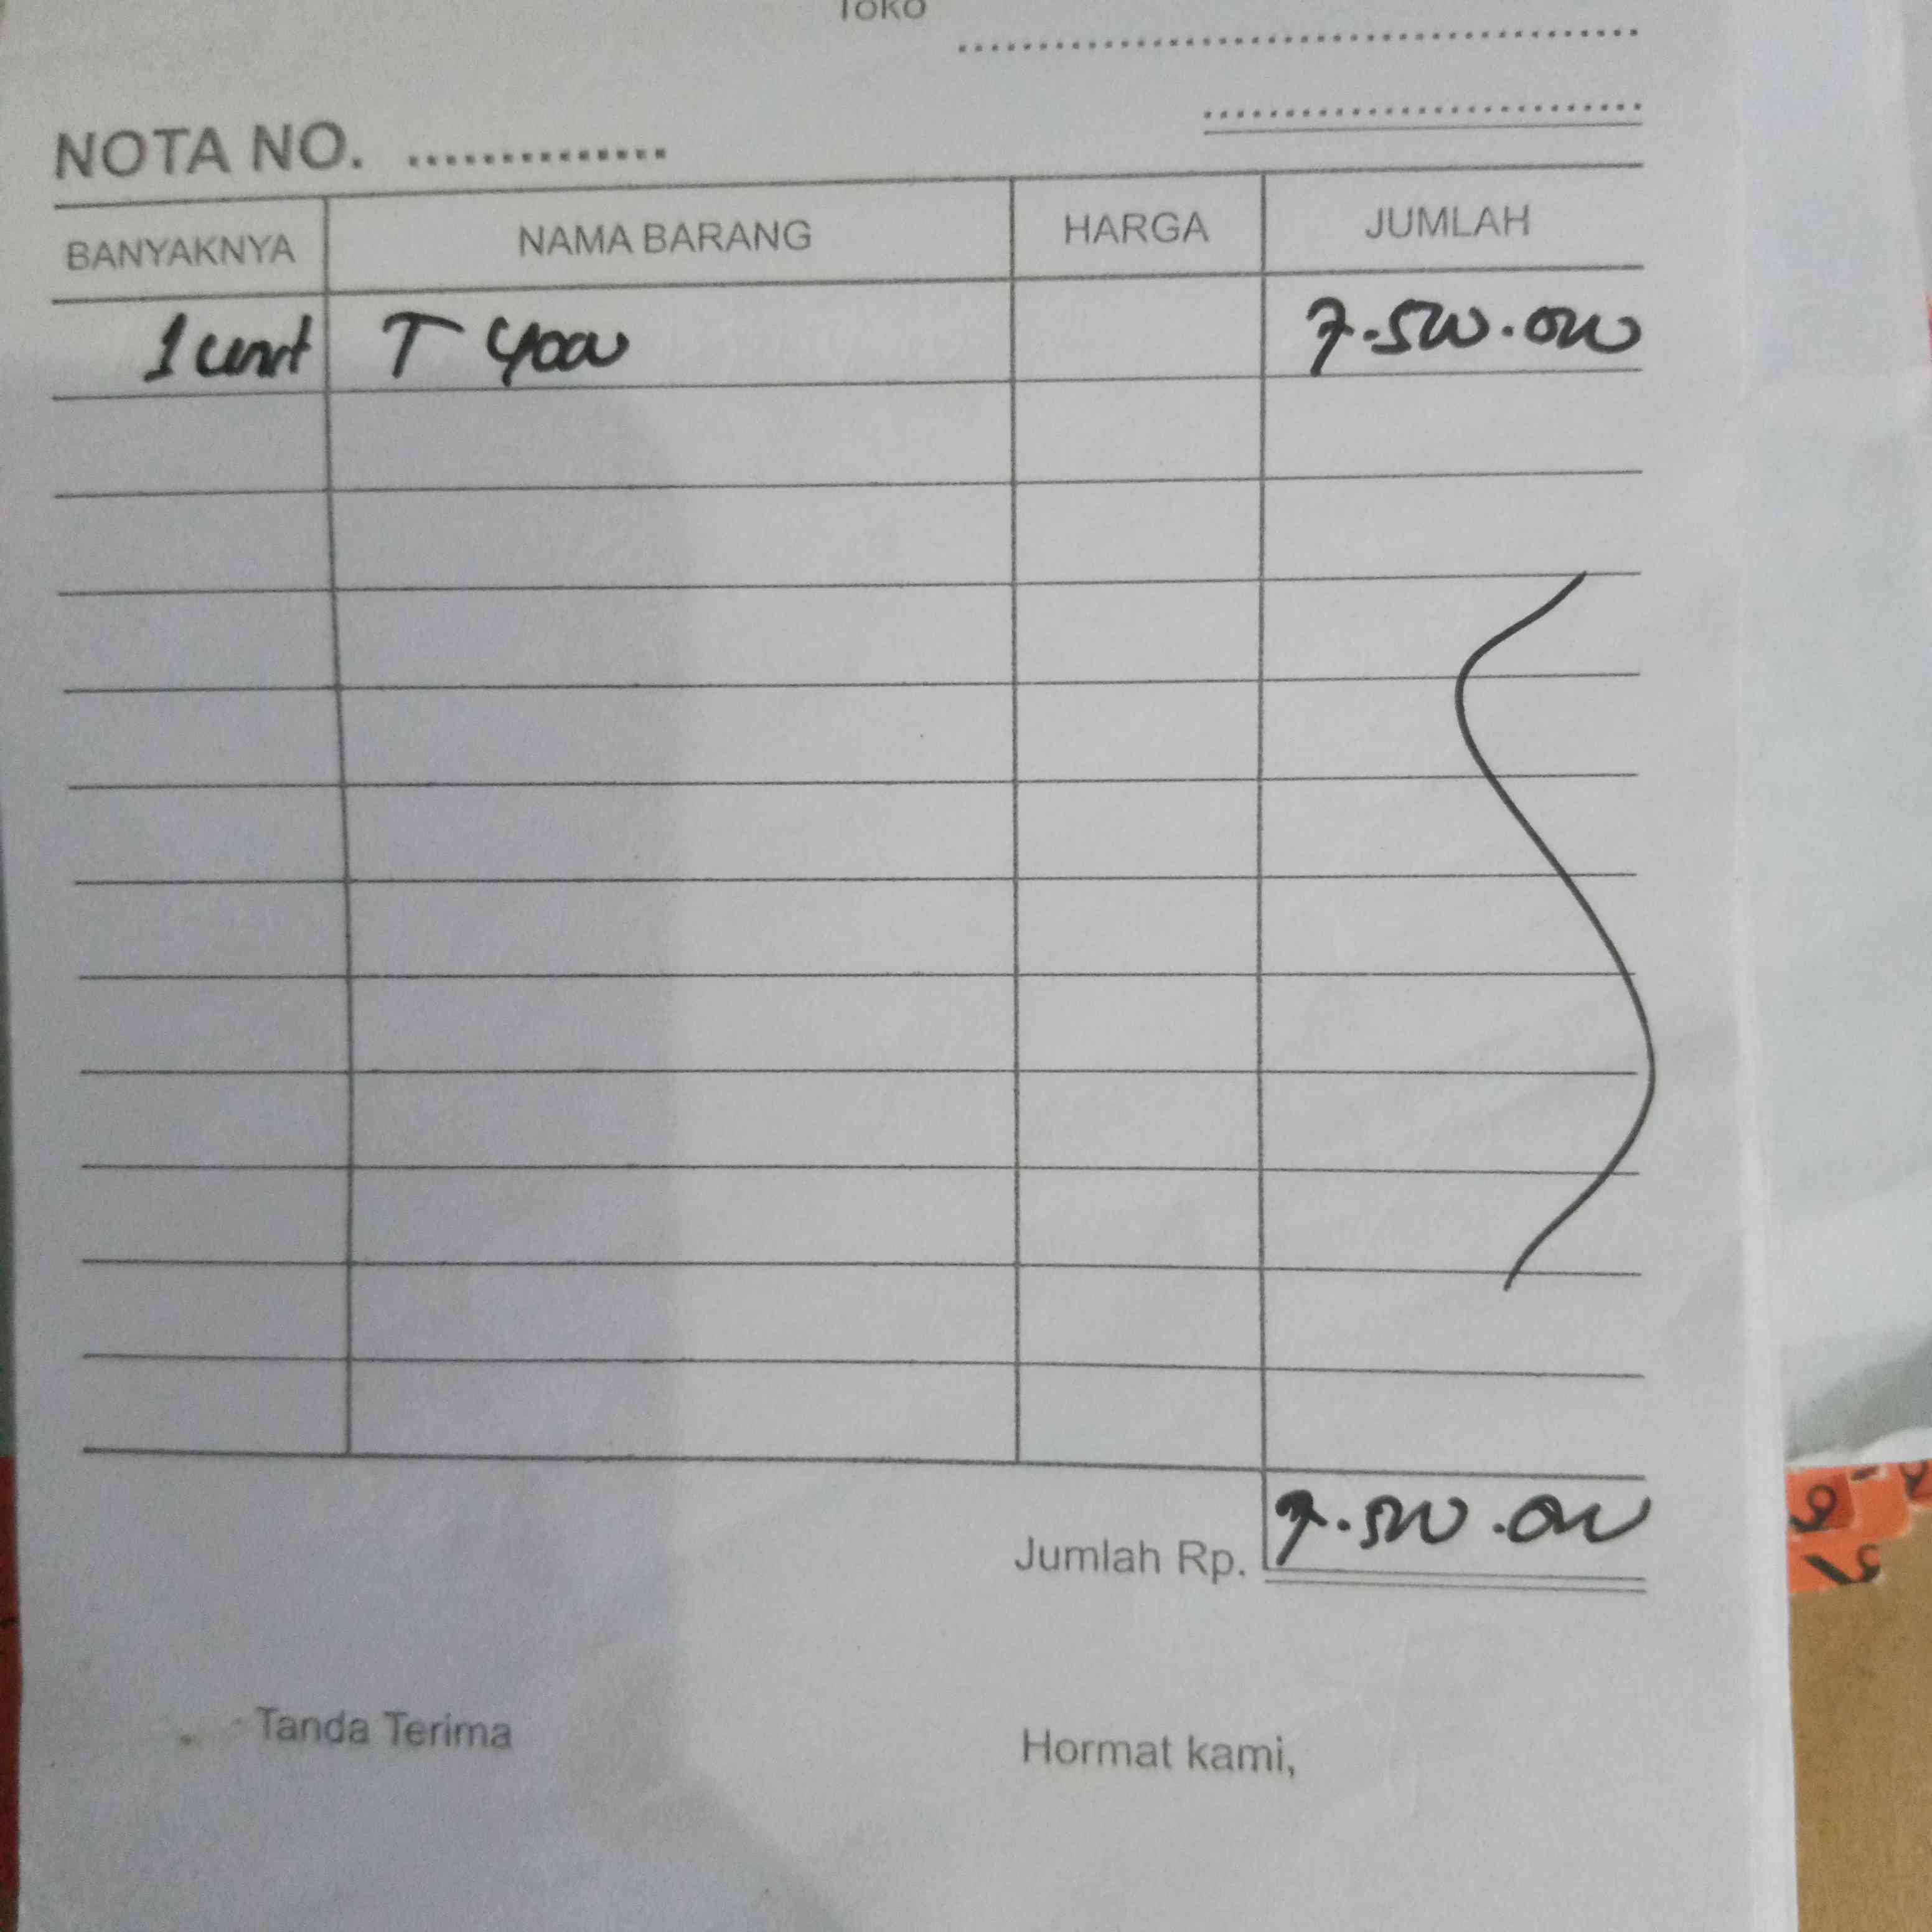 Toko
NOTA NO. ..............
BANYAKNYA NAMA BARANG HARGA JUMLAH
1 unit T 4000 7.500.000
Jumlah Rp. 7.500.000
Tanda Terima Hormat kami,